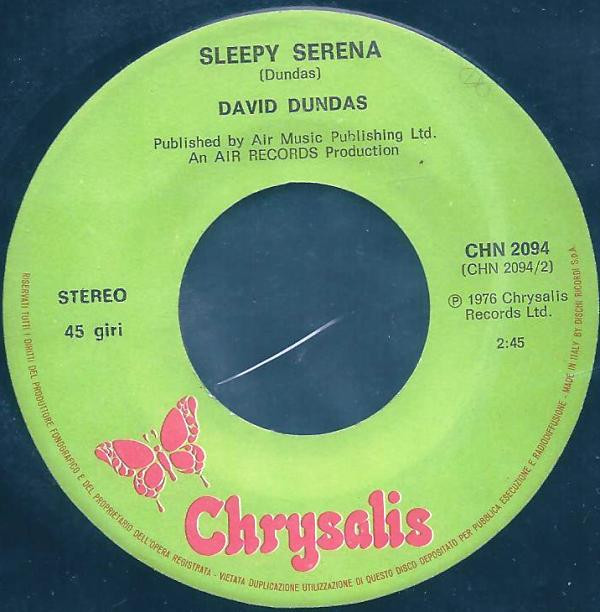 SLEEPY SERENA
(Dundas)
DAVID DUNDAS
Published by Air Music Publishing Ltd.
An AIR RECORDS Production
STEREO
45 giri
CHN 2094
(CHN 2094/2)
℗ 1976 Chrysalis
Records Ltd.
2:45
Chrysalis
RISERVATI TUTTI I DIRITTI DEL PRODUTTORE FONOGRAFICO E DEL PROPRIETARIO DELL'OPERA REGISTRATA - VIETATA DUPLICAZIONE UTILIZZAZIONE DI QUESTO DISCO DEPOSITATO PER PUBBLICA ESECUZIONE E RADIODIFFUSIONE - MADE IN ITALY BY DISCHI RICORDI S.p.A.